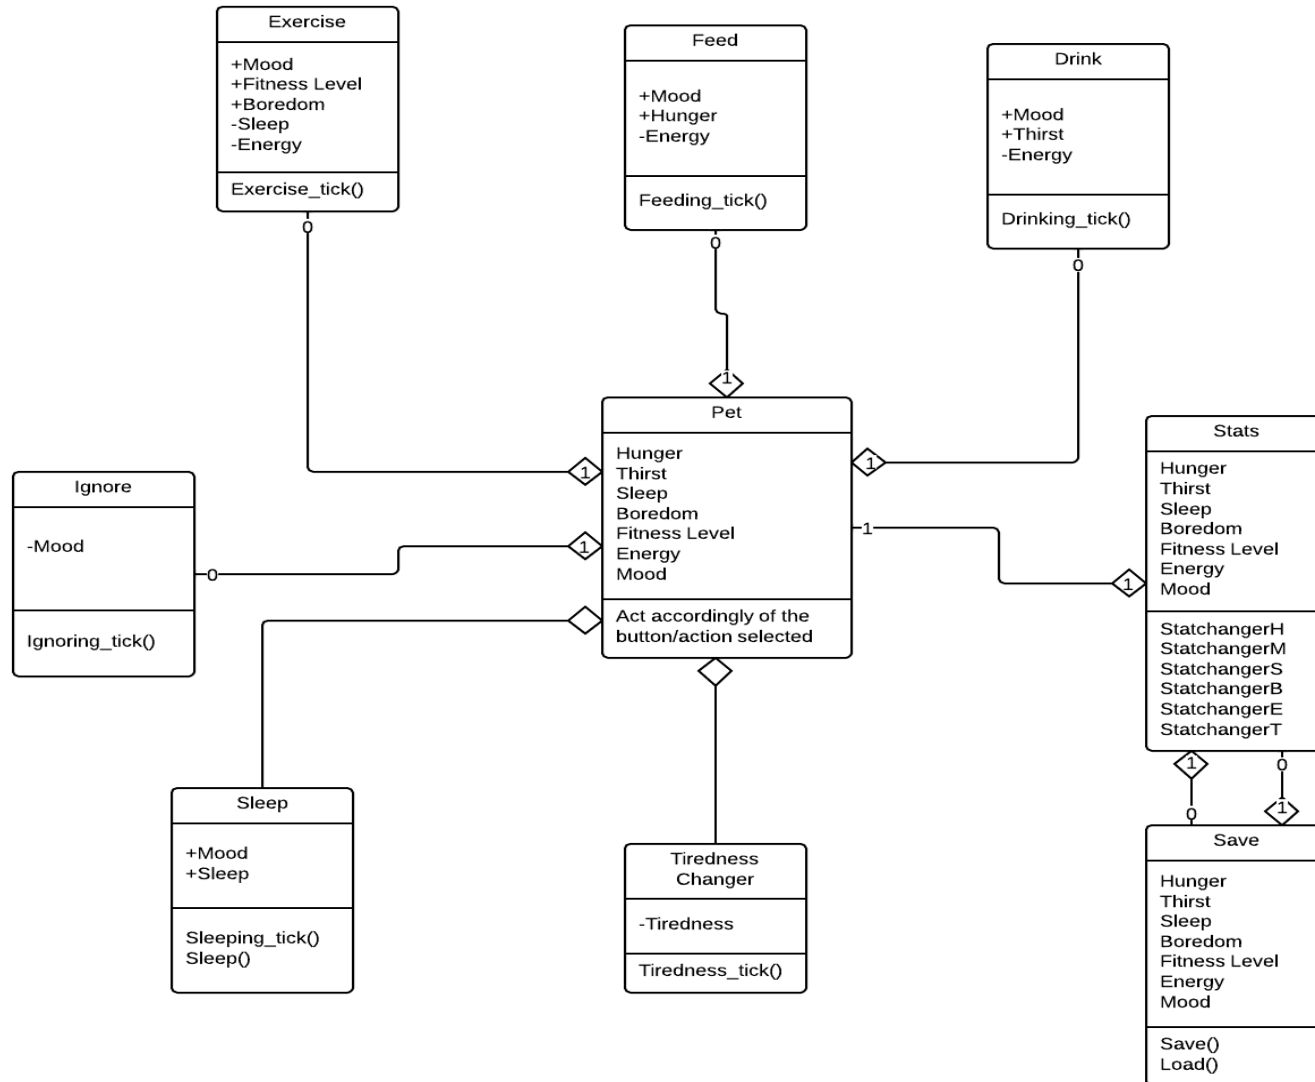 Exercise
+Mood
+Fitness Level
+Boredom
-Sleep
-Energy
Exercise_tick()
0
Feed
+Mood
+Hunger
-Energy
Feeding_tick()
0
Drink
+Mood
+Thirst
-Energy
Drinking_tick()
0
1
Pet
Hunger
Thirst
Sleep
Boredom
Fitness Level
Energy
Mood
Act accordingly of the
button/action selected
1
1
1
1
1
Ignore
-Mood
Ignoring_tick()
0
Stats
Hunger
Thirst
Sleep
Boredom
Fitness Level
Energy
Mood
StatchangerH
StatchangerM
StatchangerS
StatchangerB
StatchangerE
StatchangerT
1
0
0
1
Sleep
+Mood
+Sleep
Sleeping_tick()
Sleep()
Tiredness
Changer
-Tiredness
Tiredness_tick()
Save
Hunger
Thirst
Sleep
Boredom
Fitness Level
Energy
Mood
Save()
Load()